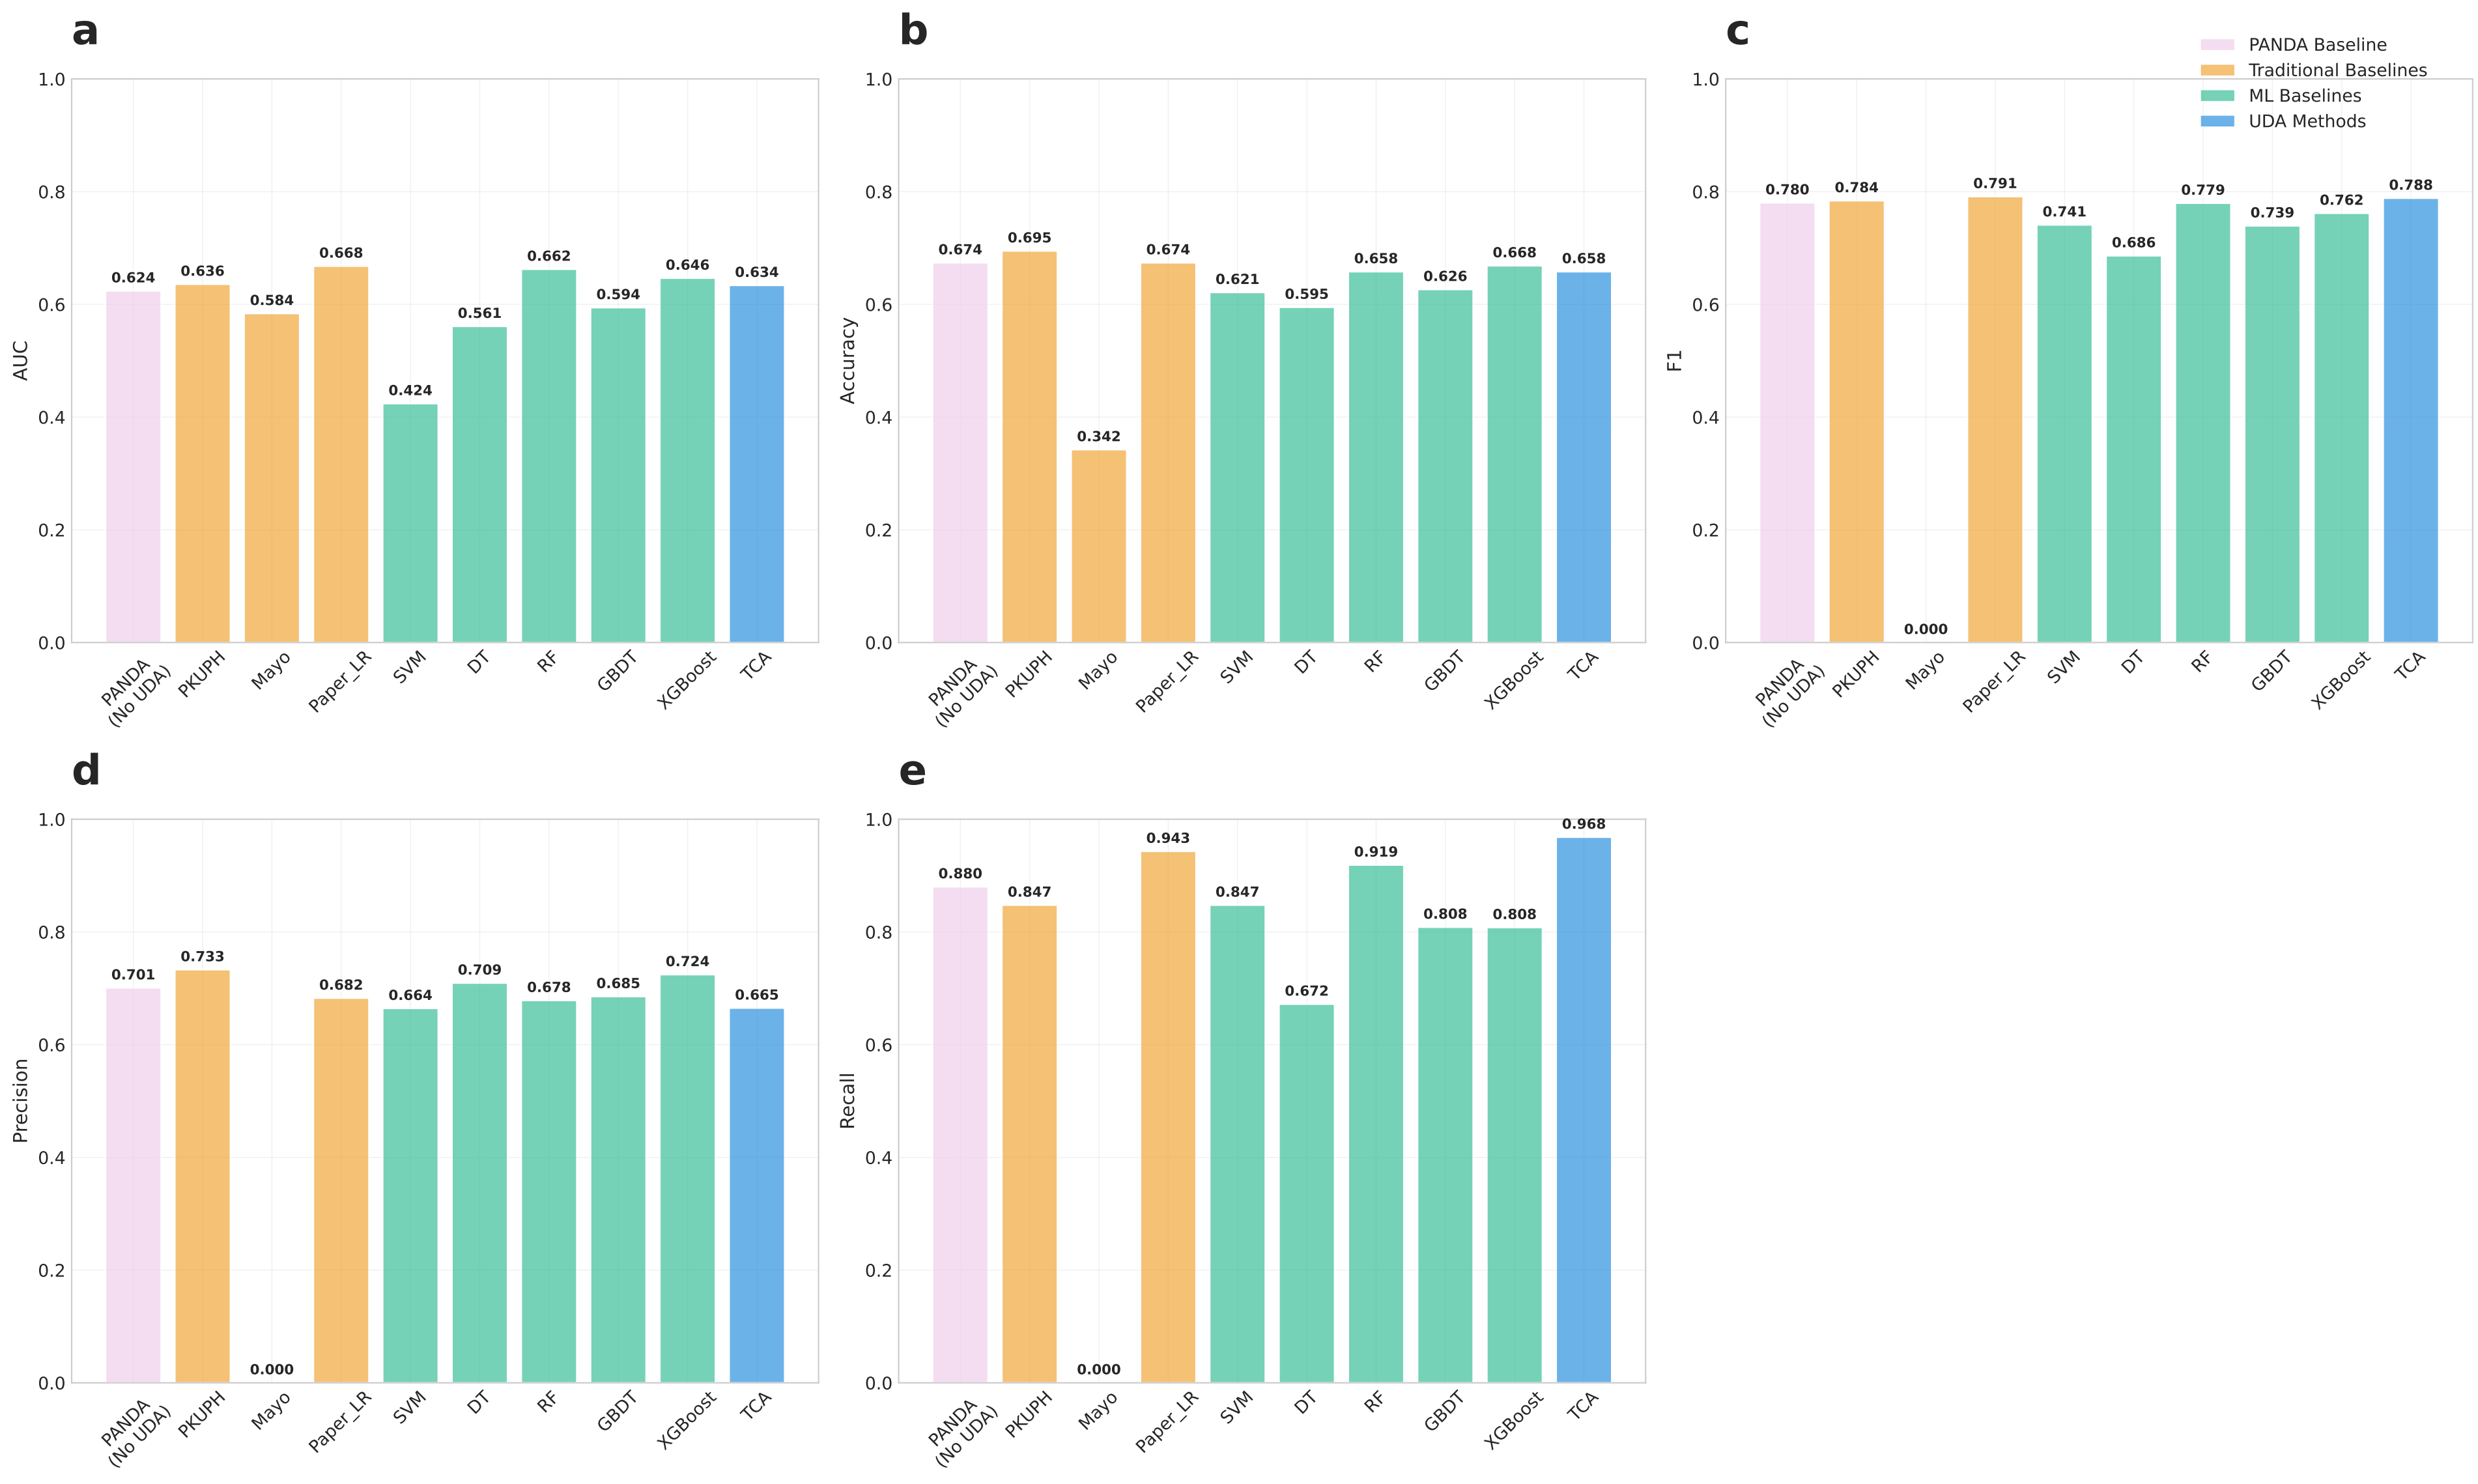 a
1.0
0.8
0.6
0.4
0.2
0.0
AUC
0.624
0.636
0.584
0.668
0.424
0.561
0.662
0.594
0.646
0.634
PANDA
(No UDA)
PKUPH
Mayo
Paper_LR
SVM
DT
RF
GBDT
XGBoost
TCA
b
1.0
0.8
0.6
0.4
0.2
0.0
Accuracy
0.674
0.695
0.342
0.674
0.621
0.595
0.658
0.626
0.668
0.658
PANDA
(No UDA)
PKUPH
Mayo
Paper_LR
SVM
DT
RF
GBDT
XGBoost
TCA
c
PANDA Baseline
Traditional Baselines
ML Baselines
UDA Methods
1.0
0.8
0.6
0.4
0.2
0.0
F1
0.780
0.784
0.000
0.791
0.741
0.686
0.779
0.739
0.762
0.788
PANDA
(No UDA)
PKUPH
Mayo
Paper_LR
SVM
DT
RF
GBDT
XGBoost
TCA
d
1.0
0.8
0.6
0.4
0.2
0.0
Precision
0.701
0.733
0.000
0.682
0.664
0.709
0.678
0.685
0.724
0.665
PANDA
(No UDA)
PKUPH
Mayo
Paper_LR
SVM
DT
RF
GBDT
XGBoost
TCA
e
1.0
0.8
0.6
0.4
0.2
0.0
Recall
0.880
0.847
0.000
0.943
0.847
0.672
0.919
0.808
0.808
0.968
PANDA
(No UDA)
PKUPH
Mayo
Paper_LR
SVM
DT
RF
GBDT
XGBoost
TCA